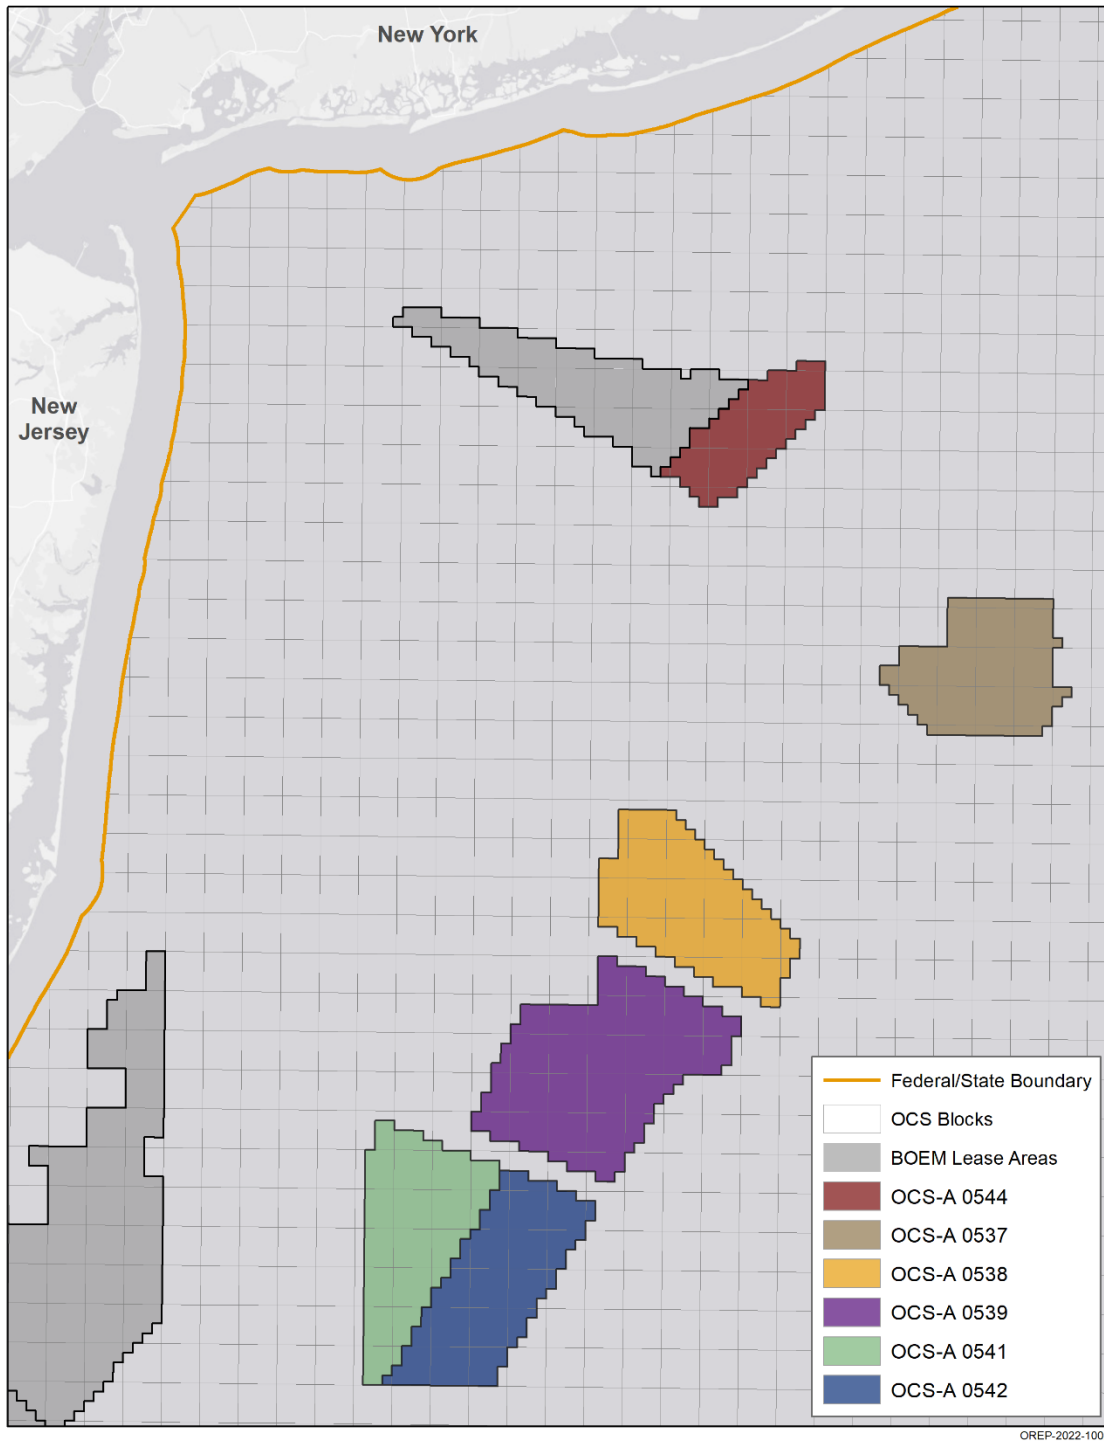 New York
New
Jersey
Federal/State Boundary
OCS Blocks
BOEM Lease Areas
OCS-A 0544
OCS-A 0537
OCS-A 0538
OCS-A 0539
OCS-A 0541
OCS-A 0542
OREP-2022-100